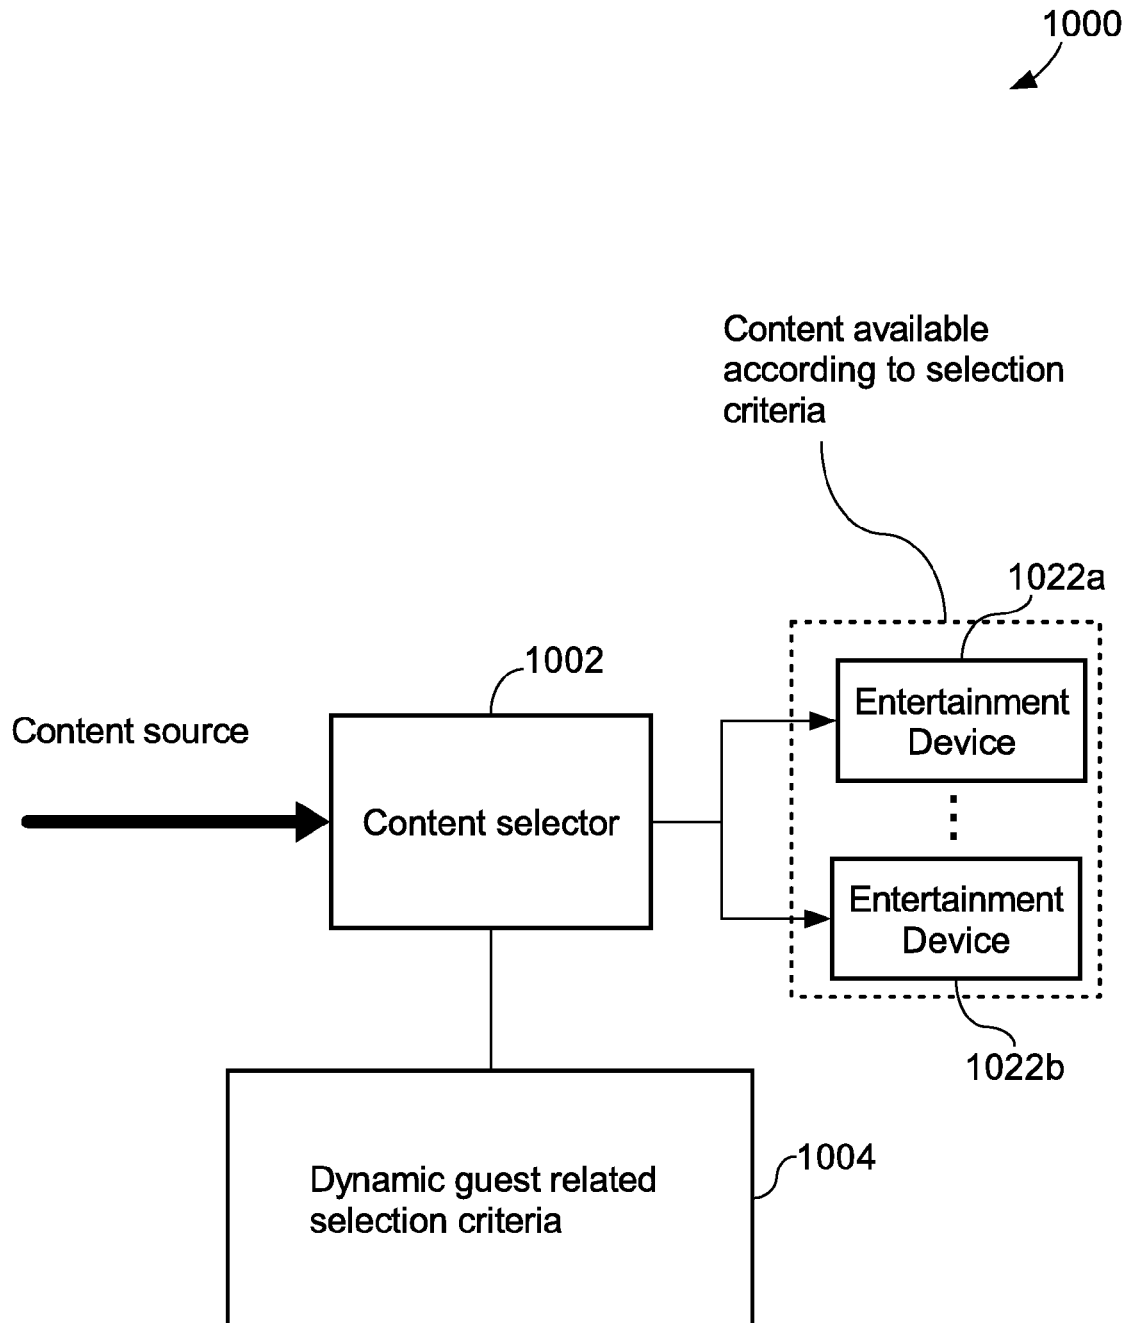 1000
Content available
according to selection
criteria
1022a
1002
Content source
Entertainment
Device
Content selector
Entertainment
Device
1022b
1004
Dynamic guest related
selection criteria